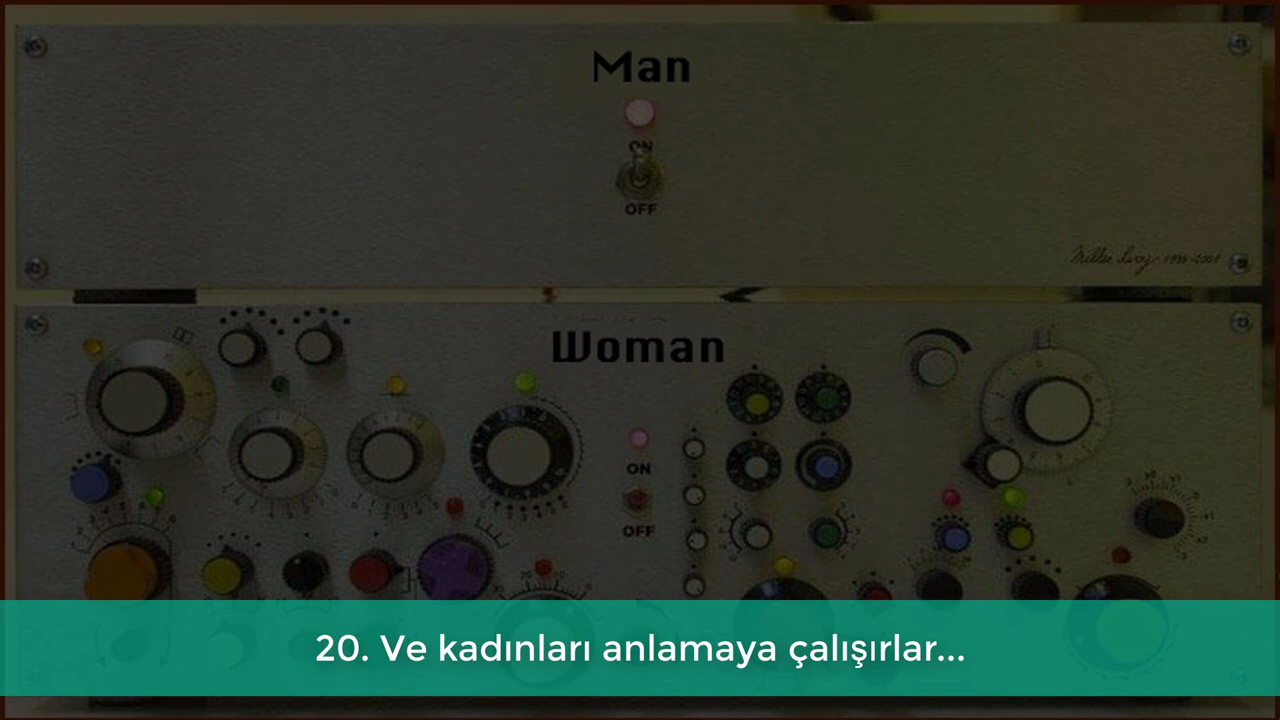 Man
ON
OFF
Woman
ON
OFF
20. Ve kadınları anlamaya çalışırlar...